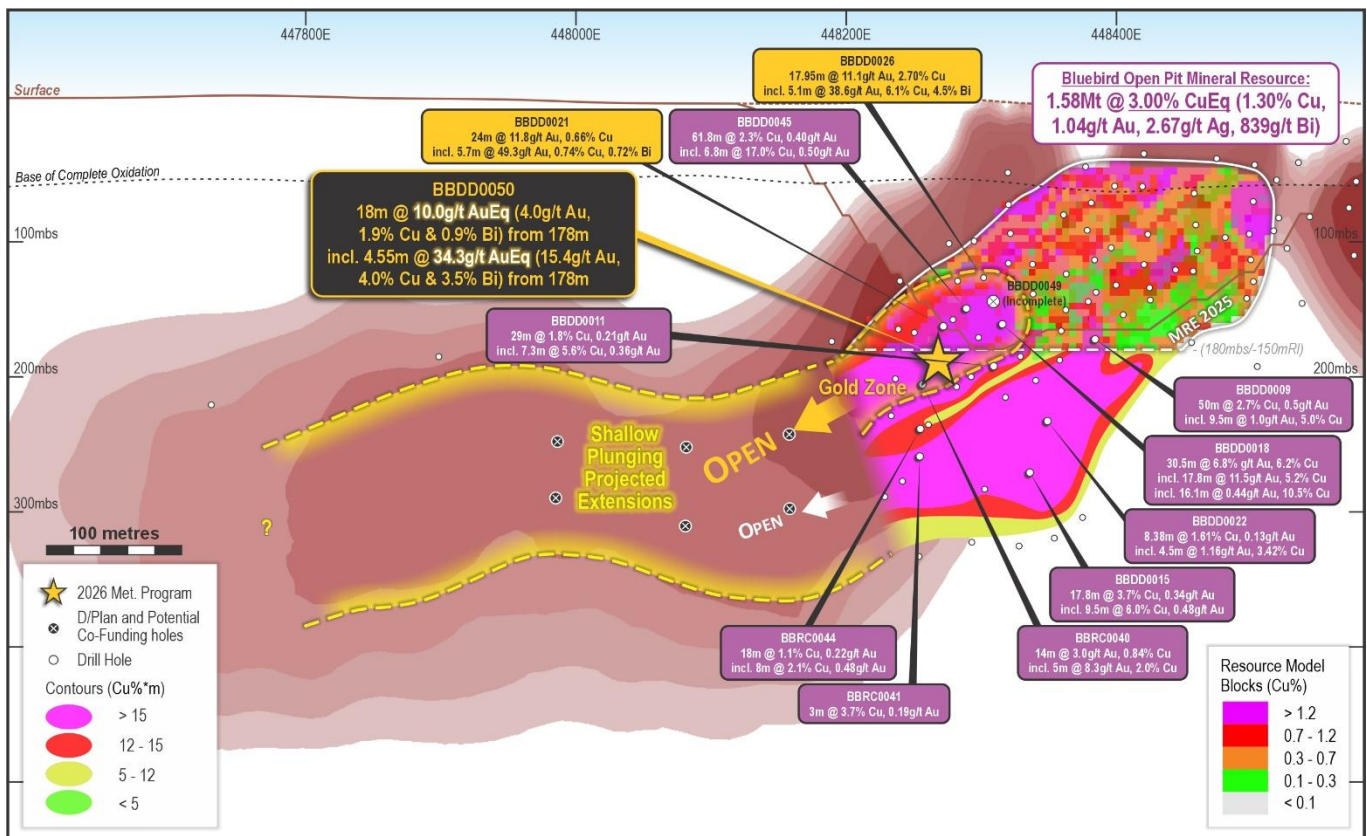 447800E
448000E
448200E
448400E
Surface
Base of Complete Oxidation
100mbs
200mbs
300mbs
100mbs
200mbs
BBDD0026
17.95m @ 11.1g/t Au, 2.70% Cu
incl. 5.1m @ 38.6g/t Au, 6.1% Cu, 4.5% Bi
BBDD0021
24m @ 11.8g/t Au, 0.66% Cu
incl. 5.7m @ 49.3g/t Au, 0.74% Cu, 0.72% Bi
BBDD0045
61.8m @ 2.3% Cu, 0.40g/t Au
incl. 6.8m @ 17.0% Cu, 0.50g/t Au
Bluebird Open Pit Mineral Resource:
1.58Mt @ 3.00% CuEq (1.30% Cu,
1.04g/t Au, 2.67g/t Ag, 839g/t Bi)
BBDD0050
18m @ 10.0g/t AuEq (4.0g/t Au,
1.9% Cu & 0.9% Bi) from 178m
incl. 4.55m @ 34.3g/t AuEq (15.4g/t Au,
4.0% Cu & 3.5% Bi) from 178m
BBDD0011
29m @ 1.8% Cu, 0.21g/t Au
incl. 7.3m @ 5.6% Cu, 0.36g/t Au
BBDD0049
(Incomplete)
MRE 2025
(180mbs/-150mRl)
Gold Zone
OPEN
OPEN
Shallow
Plunging
Projected
Extensions
?
BBDD0009
50m @ 2.7% Cu, 0.5g/t Au
incl. 9.5m @ 1.0g/t Au, 5.0% Cu
BBDD0018
30.5m @ 6.8% g/t Au, 6.2% Cu
incl. 17.8m @ 11.5g/t Au, 5.2% Cu
incl. 16.1m @ 0.44g/t Au, 10.5% Cu
BBDD0022
8.38m @ 1.61% Cu, 0.13g/t Au
incl. 4.5m @ 1.16g/t Au, 3.42% Cu
BBDD0015
17.8m @ 3.7% Cu, 0.34g/t Au
incl. 9.5m @ 6.0% Cu, 0.48g/t Au
BBRC0044
18m @ 1.1% Cu, 0.22g/t Au
incl. 8m @ 2.1% Cu, 0.48g/t Au
BBRC0040
14m @ 3.0g/t Au, 0.84% Cu
incl. 5m @ 8.3g/t Au, 2.0% Cu
BBRC0041
3m @ 3.7% Cu, 0.19g/t Au
100 metres
2026 Met. Program
D/Plan and Potential
Co-Funding holes
Drill Hole
Contours (Cu%*m)
> 15
12 - 15
5 - 12
< 5
Resource Model
Blocks (Cu%)
> 1.2
0.7 - 1.2
0.3 - 0.7
0.1 - 0.3
< 0.1